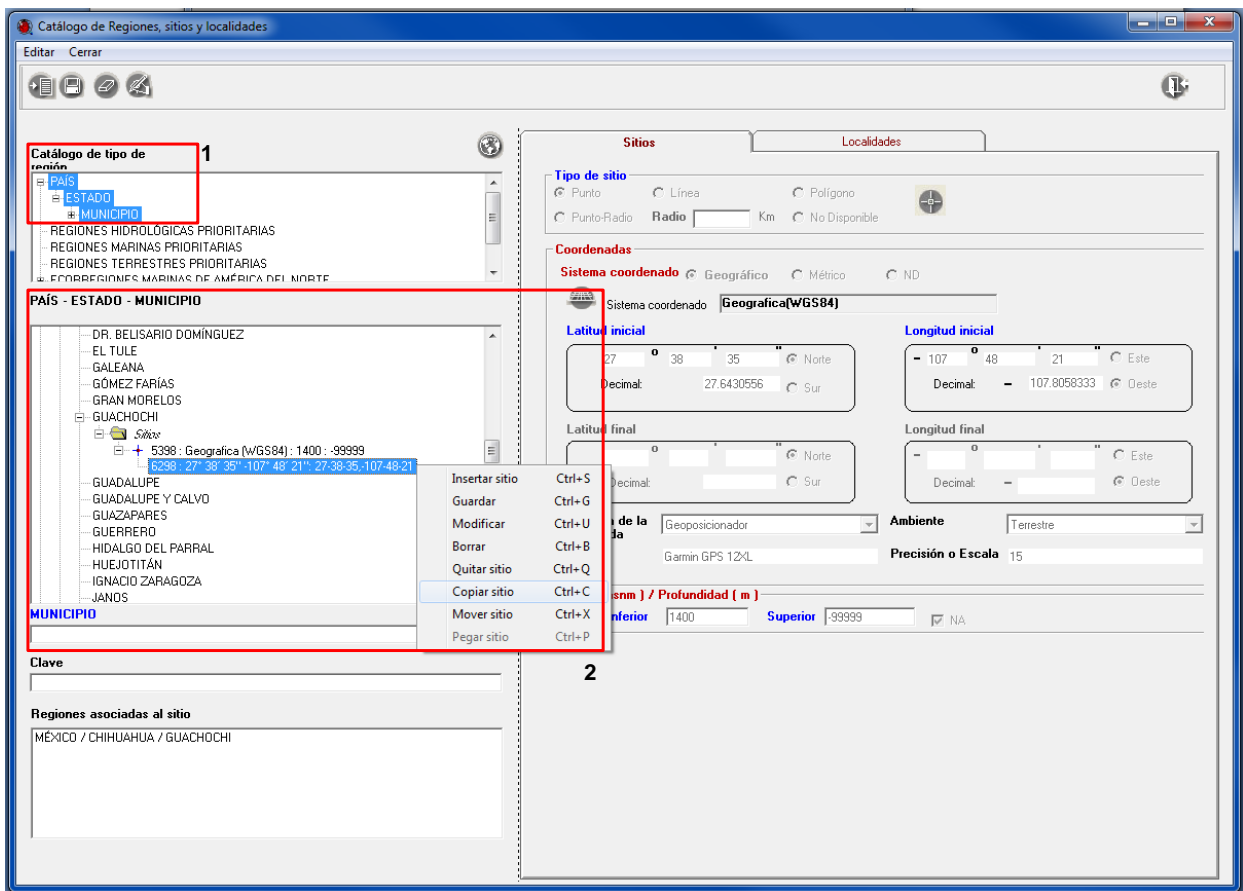 Catálogo de Regiones, sitios y localidades
Editar Cerrar
Catálogo de tipo de
región
1
PAÍS
ESTADO
MUNICIPIO
REGIONES HIDROLÓGICAS PRIORITARIAS
REGIONES MARINAS PRIORITARIAS
REGIONES TERRESTRES PRIORITARIAS
ECORREGIONES MARINAS DE AMÉRICA DEL NORTE
PAÍS - ESTADO - MUNICIPIO
DR. BELISARIO DOMÍNGUEZ
EL TULE
GALEANA
GÓMEZ FARÍAS
GRAN MORELOS
GUACHOCHI
Sitios
5398 : Geografica (WGS84) : 1400 : -99999
6298 : 27° 38' 35'' -107° 48' 21'': 27-38-35,-107-48-21
GUADALUPE
GUADALUPE Y CALVO
GUAZAPARES
GUERRERO
HIDALGO DEL PARRAL
HUEJOTITÁN
IGNACIO ZARAGOZA
JANOS
MUNICIPIO
Clave
Regiones asociadas al sitio
MÉXICO / CHIHUAHUA / GUACHOCHI
Insertar sitio Ctrl+S
Guardar Ctrl+G
Modificar Ctrl+U
Borrar Ctrl+B
Quitar sitio Ctrl+Q
Copiar sitio Ctrl+C
Mover sitio Ctrl+X
Pegar sitio Ctrl+P
2
Sitios Localidades
Tipo de sitio
Punto Línea Polígono
Punto-Radio Radio Km No Disponible
Coordenadas
Sistema coordenado Geográfico Métrico ND
Sistema coordenado Geografica(WGS84)
Latitud inicial Longitud inicial
27 o 38 ' 35 " Norte - 107 o 48 ' 21 " Este
Decimal: 27.6430556 Sur Decimal: - 107.8058333 Oeste
Latitud final Longitud final
o ' " Norte - o ' " Este
Decimal: Sur Decimal: - Oeste
de la Geoposicionador Ambiente Terrestre
Garmin GPS 12XL Precisión o Escala 15
snm ) / Profundidad ( m )
nferior 1400 Superior -99999 NA